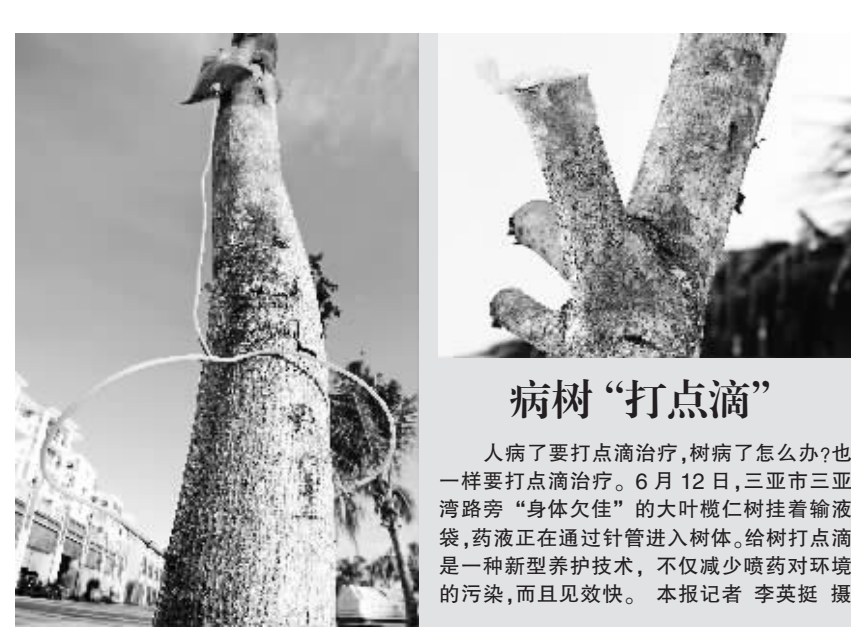 病树“打点滴”
人病了要打点滴治疗,树病了怎么办?也
一样要打点滴治疗。6月12日,三亚市三亚
湾路旁“身体欠佳”的大叶榄仁树挂着输液
袋,药液正在通过针管进入树体。给树打点滴
是一种新型养护技术，不仅减少喷药对环境
的污染,而且见效快。 本报记者 李英挺 摄